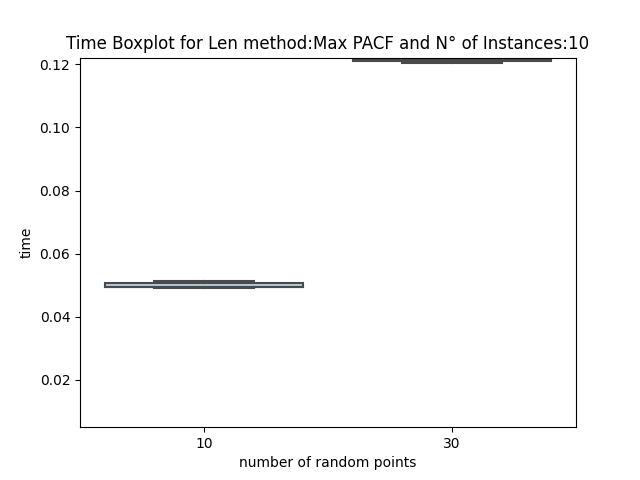 Time Boxplot for Len method:Max PACF and N° of Instances:10
0.12
0.10
0.08
0.06
0.04
0.02
time
10 30
number of random points